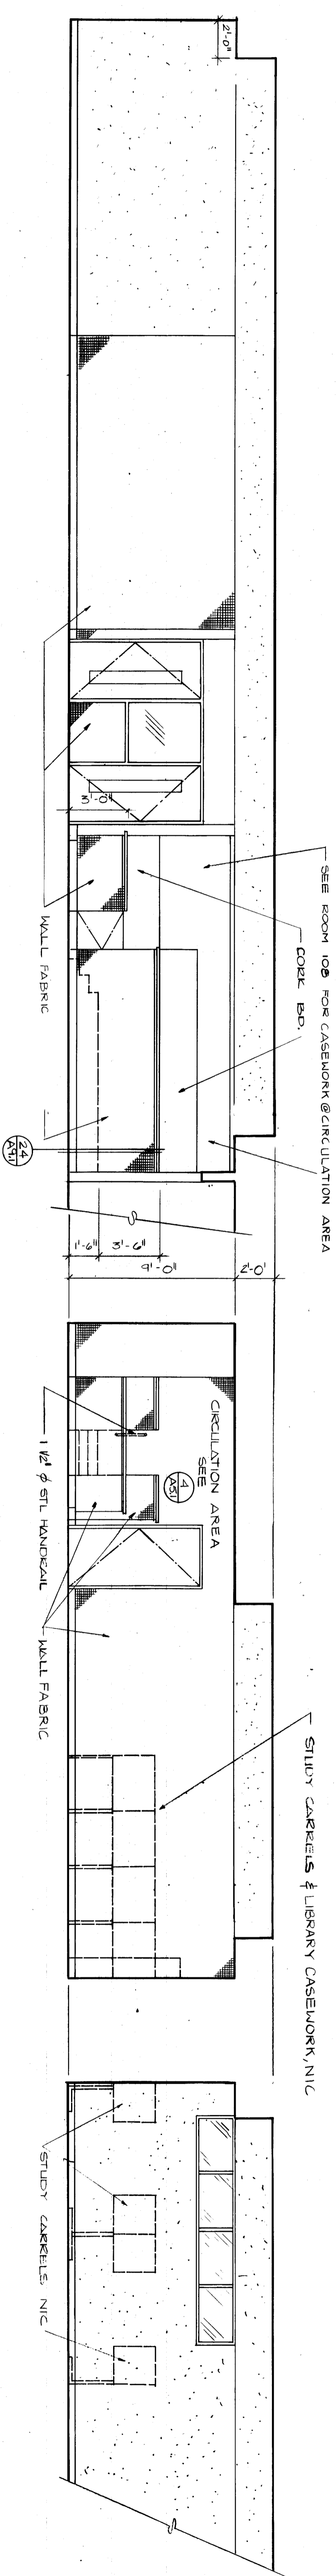 2'-0"
SEE ROOM 108 FOR CASEWORK @ CIRCULATION AREA
CORK BD.
3'-0"
WALL FABRIC
24
A9.1
1'-6"
3'-6"
9'-0"
2'-0"
CIRCULATION AREA
SEE
4
A5.1
1 1/2" ϕ STL HANDRAIL
WALL FABRIC
STUDY CARRELS & LIBRARY CASEWORK, NIC
STUDY CARRELS, NIC